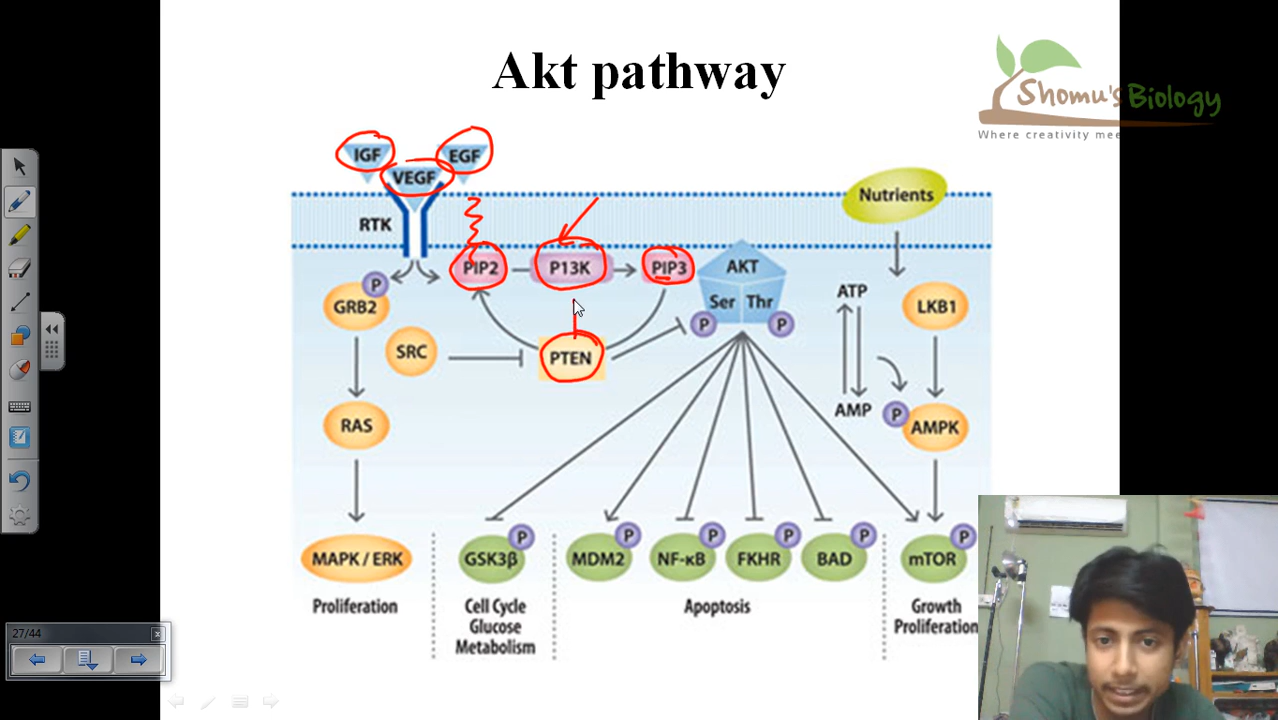 Akt pathway
Shomu's Biology
Where creativity mee
IGF
EGF
VEGF
RTK
Nutrients
PIP2
P13K
PIP3
AKT
Ser Thr
P
P
P
GRB2
SRC
PTEN
ATP
LKB1
AMP
P
AMPK
RAS
MAPK / ERK
GSK3β
P
MDM2
P
NF-κB
P
FKHR
P
BAD
P
mTOR
P
Proliferation
Cell Cycle
Glucose
Metabolism
Apoptosis
Growth
Proliferation
27/44